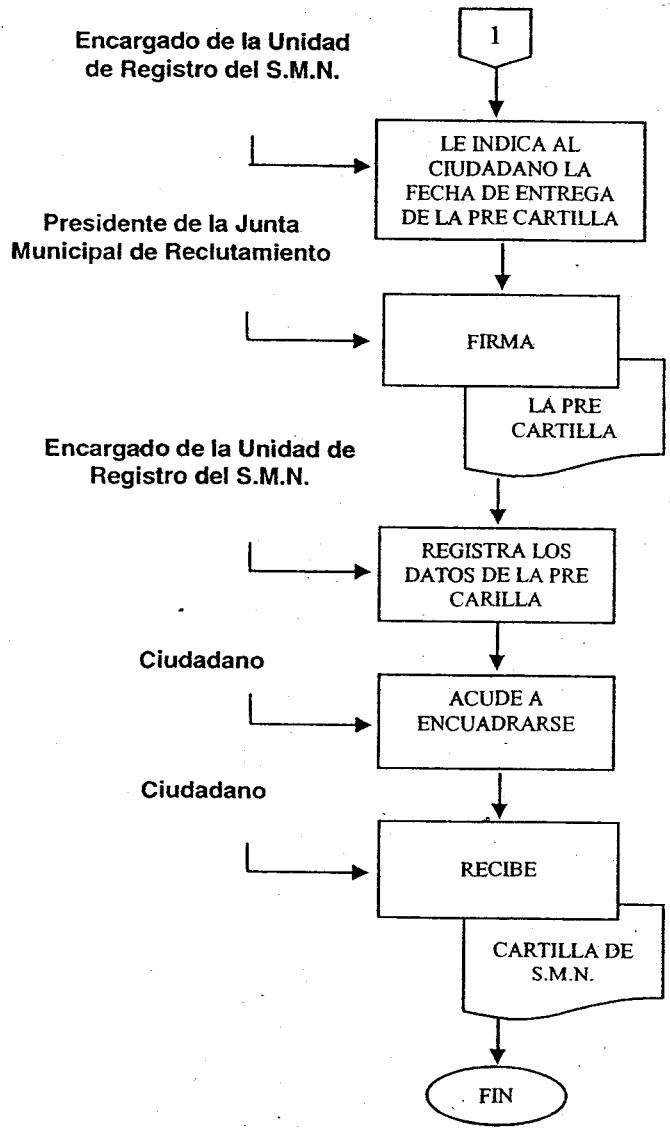 Encargado de la Unidad
de Registro del S.M.N.
1
LE INDICA AL
CIUDADANO LA
FECHA DE ENTREGA
DE LA PRE CARTILLA
Presidente de la Junta
Municipal de Reclutamiento
FIRMA
LA PRE
CARTILLA
Encargado de la Unidad de
Registro del S.M.N.
REGISTRA LOS
DATOS DE LA PRE
CARILLA
Ciudadano
ACUDE A
ENCUADRARSE
Ciudadano
RECIBE
CARTILLA DE
S.M.N.
FIN